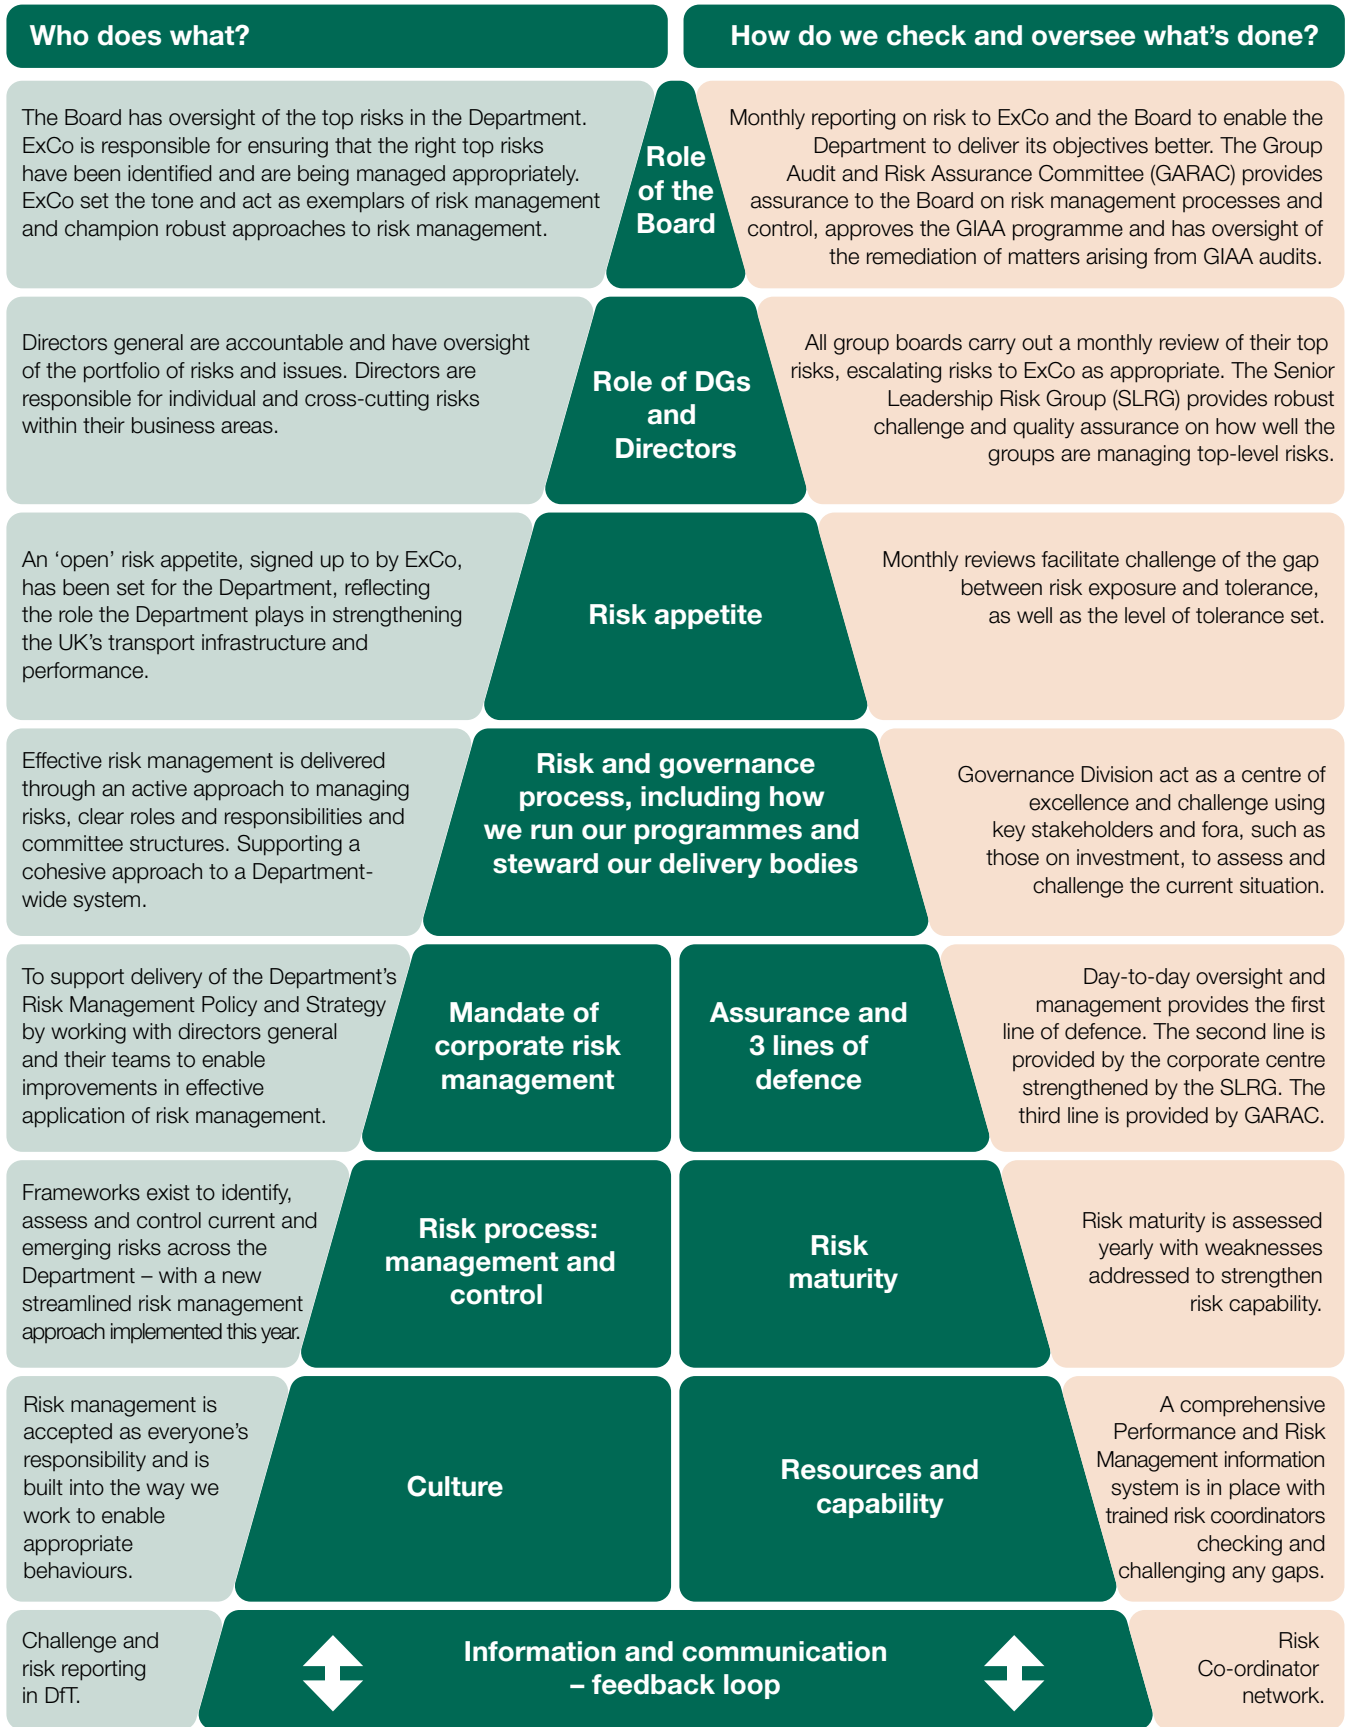 Who does what?
How do we check and oversee what's done?
The Board has oversight of the top risks in the Department.
ExCo is responsible for ensuring that the right top risks
have been identified and are being managed appropriately.
ExCo set the tone and act as exemplars of risk management
and champion robust approaches to risk management.
Role
of the
Board
Monthly reporting on risk to ExCo and the Board to enable the
Department to deliver its objectives better. The Group
Audit and Risk Assurance Committee (GARAC) provides
assurance to the Board on risk management processes and
control, approves the GIAA programme and has oversight of
the remediation of matters arising from GIAA audits.
Directors general are accountable and have oversight
of the portfolio of risks and issues. Directors are
responsible for individual and cross-cutting risks
within their business areas.
Role of DGs
and
Directors
All group boards carry out a monthly review of their top
risks, escalating risks to ExCo as appropriate. The Senior
Leadership Risk Group (SLRG) provides robust
challenge and quality assurance on how well the
groups are managing top-level risks.
An ‘open’ risk appetite, signed up to by ExCo,
has been set for the Department, reflecting
the role the Department plays in strengthening
the UK’s transport infrastructure and
performance.
Risk appetite
Monthly reviews facilitate challenge of the gap
between risk exposure and tolerance,
as well as the level of tolerance set.
Effective risk management is delivered
through an active approach to managing
risks, clear roles and responsibilities and
committee structures. Supporting a
cohesive approach to a Department-
wide system.
Risk and governance
process, including how
we run our programmes and
steward our delivery bodies
Governance Division act as a centre of
excellence and challenge using
key stakeholders and fora, such as
those on investment, to assess and
challenge the current situation.
To support delivery of the Department’s
Risk Management Policy and Strategy
by working with directors general
and their teams to enable
improvements in effective
application of risk management.
Mandate of
corporate risk
management
Assurance and
3 lines of
defence
Day-to-day oversight and
management provides the first
line of defence. The second line is
provided by the corporate centre
strengthened by the SLRG. The
third line is provided by GARAC.
Frameworks exist to identify,
assess and control current and
emerging risks across the
Department – with a new
streamlined risk management
approach implemented this year.
Risk process:
management and
control
Risk
maturity
Risk maturity is assessed
yearly with weaknesses
addressed to strengthen
risk capability.
Risk management is
accepted as everyone’s
responsibility and is
built into the way we
work to enable
appropriate
behaviours.
Culture
Resources and
capability
A comprehensive
Performance and Risk
Management information
system is in place with
trained risk coordinators
checking and
challenging any gaps.
Challenge and
risk reporting
in DfT.
Information and communication
– feedback loop
Risk
Co-ordinator
network.